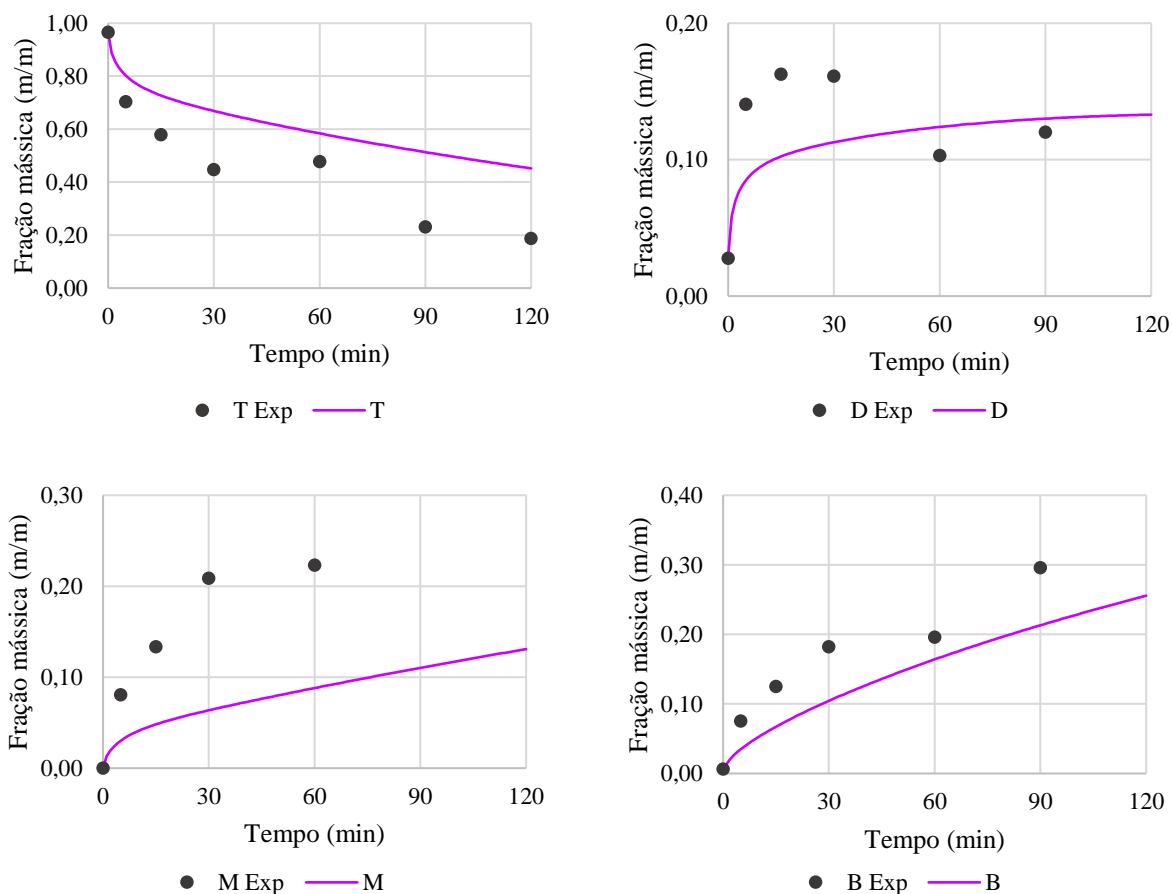 Fração mássica (m/m)
1,00
0,80
0,60
0,40
0,20
0,00
0 30 60 90 120
Tempo (min)
T Exp T
Fração mássica (m/m)
0,20
0,10
0,00
0 30 60 90 120
Tempo (min)
D Exp D
Fração mássica (m/m)
0,30
0,20
0,10
0,00
0 30 60 90 120
Tempo (min)
M Exp M
Fração mássica (m/m)
0,40
0,30
0,20
0,10
0,00
0 30 60 90 120
Tempo (min)
B Exp B